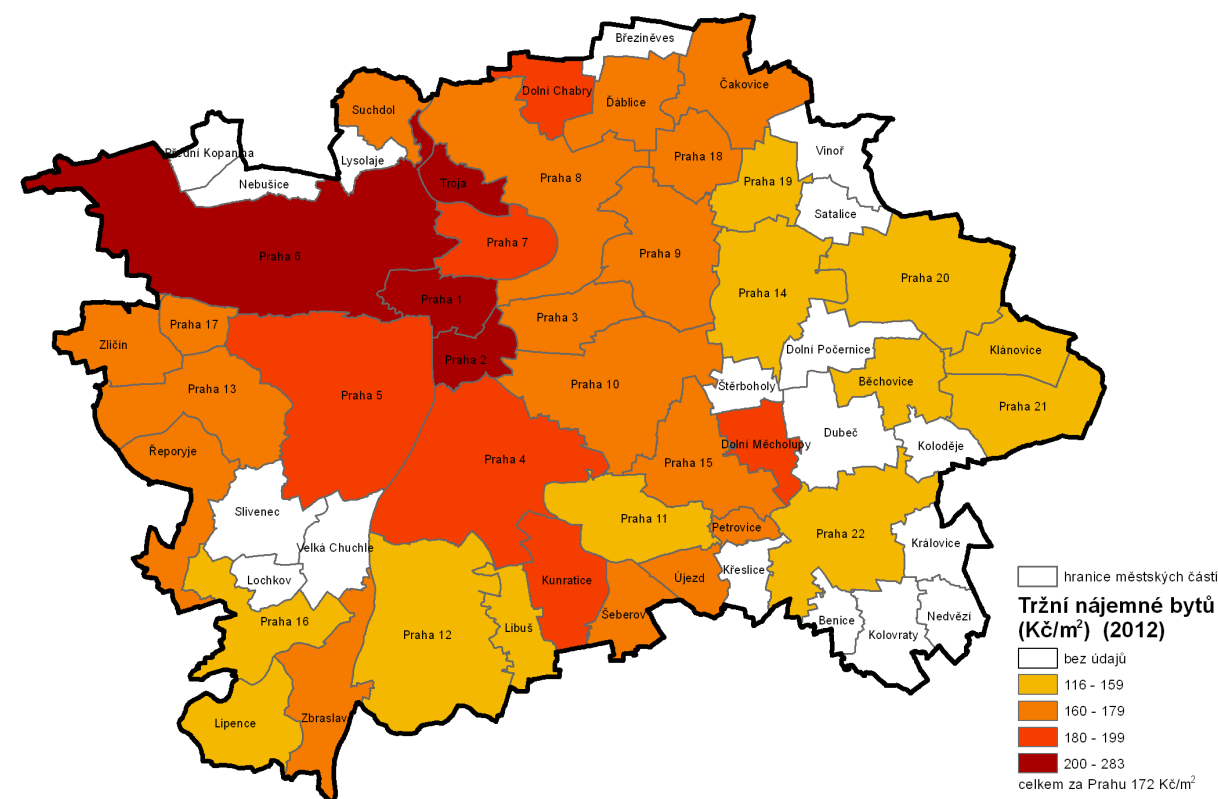 Březiněves
Dolní Chabry
Čakovice
Ďáblice
Suchdol
Přední Kopanina
Lysolaje
Vinoř
Praha 18
Nebušice
Troja
Praha 8
Praha 19
Satalice
Praha 7
Praha 9
Praha 6
Praha 20
Praha 14
Praha 1
Praha 3
Praha 17
Zličín
Dolní Počernice
Klánovice
Praha 2
Praha 10
Štěrboholy
Běchovice
Praha 13
Praha 5
Praha 21
Dubeč
Dolní Měcholupy
Koloděje
Řeporyje
Praha 4
Praha 15
Slivenec
Praha 11
Petrovice
Praha 22
Královice
Velká Chuchle
Křeslice
Lochkov
Kunratice
Újezd
hranice městských částí
Šeberov
Benice
Nedvězí
Kolovraty
Praha 16
Praha 12
Libuš
Lipence
Zbraslav
Tržní nájemné bytů
(Kč/m²) (2012)
bez údajů
116 - 159
160 - 179
180 - 199
200 - 283
celkem za Prahu 172 Kč/m²